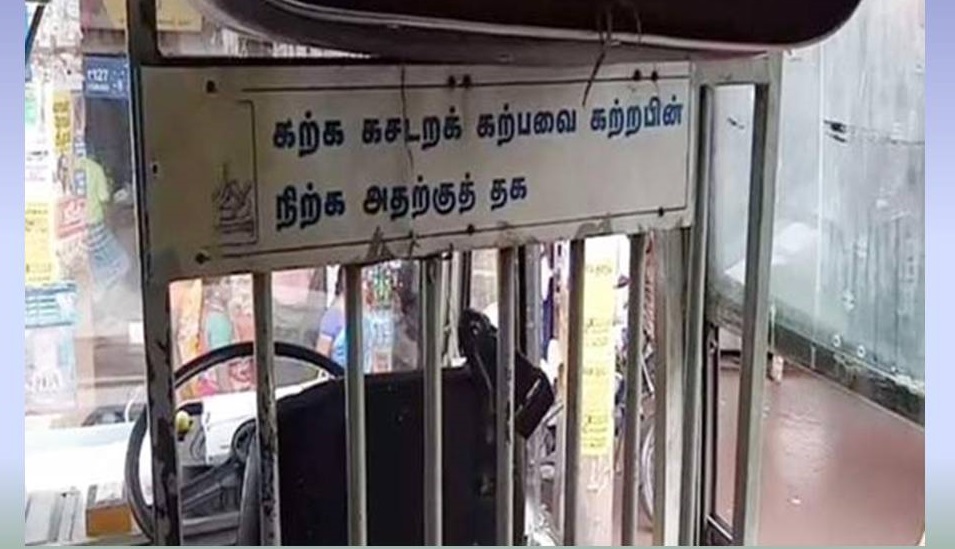 கற்க கசடறக் கற்பவை கற்றபின்
நிற்க அதற்குத் தக